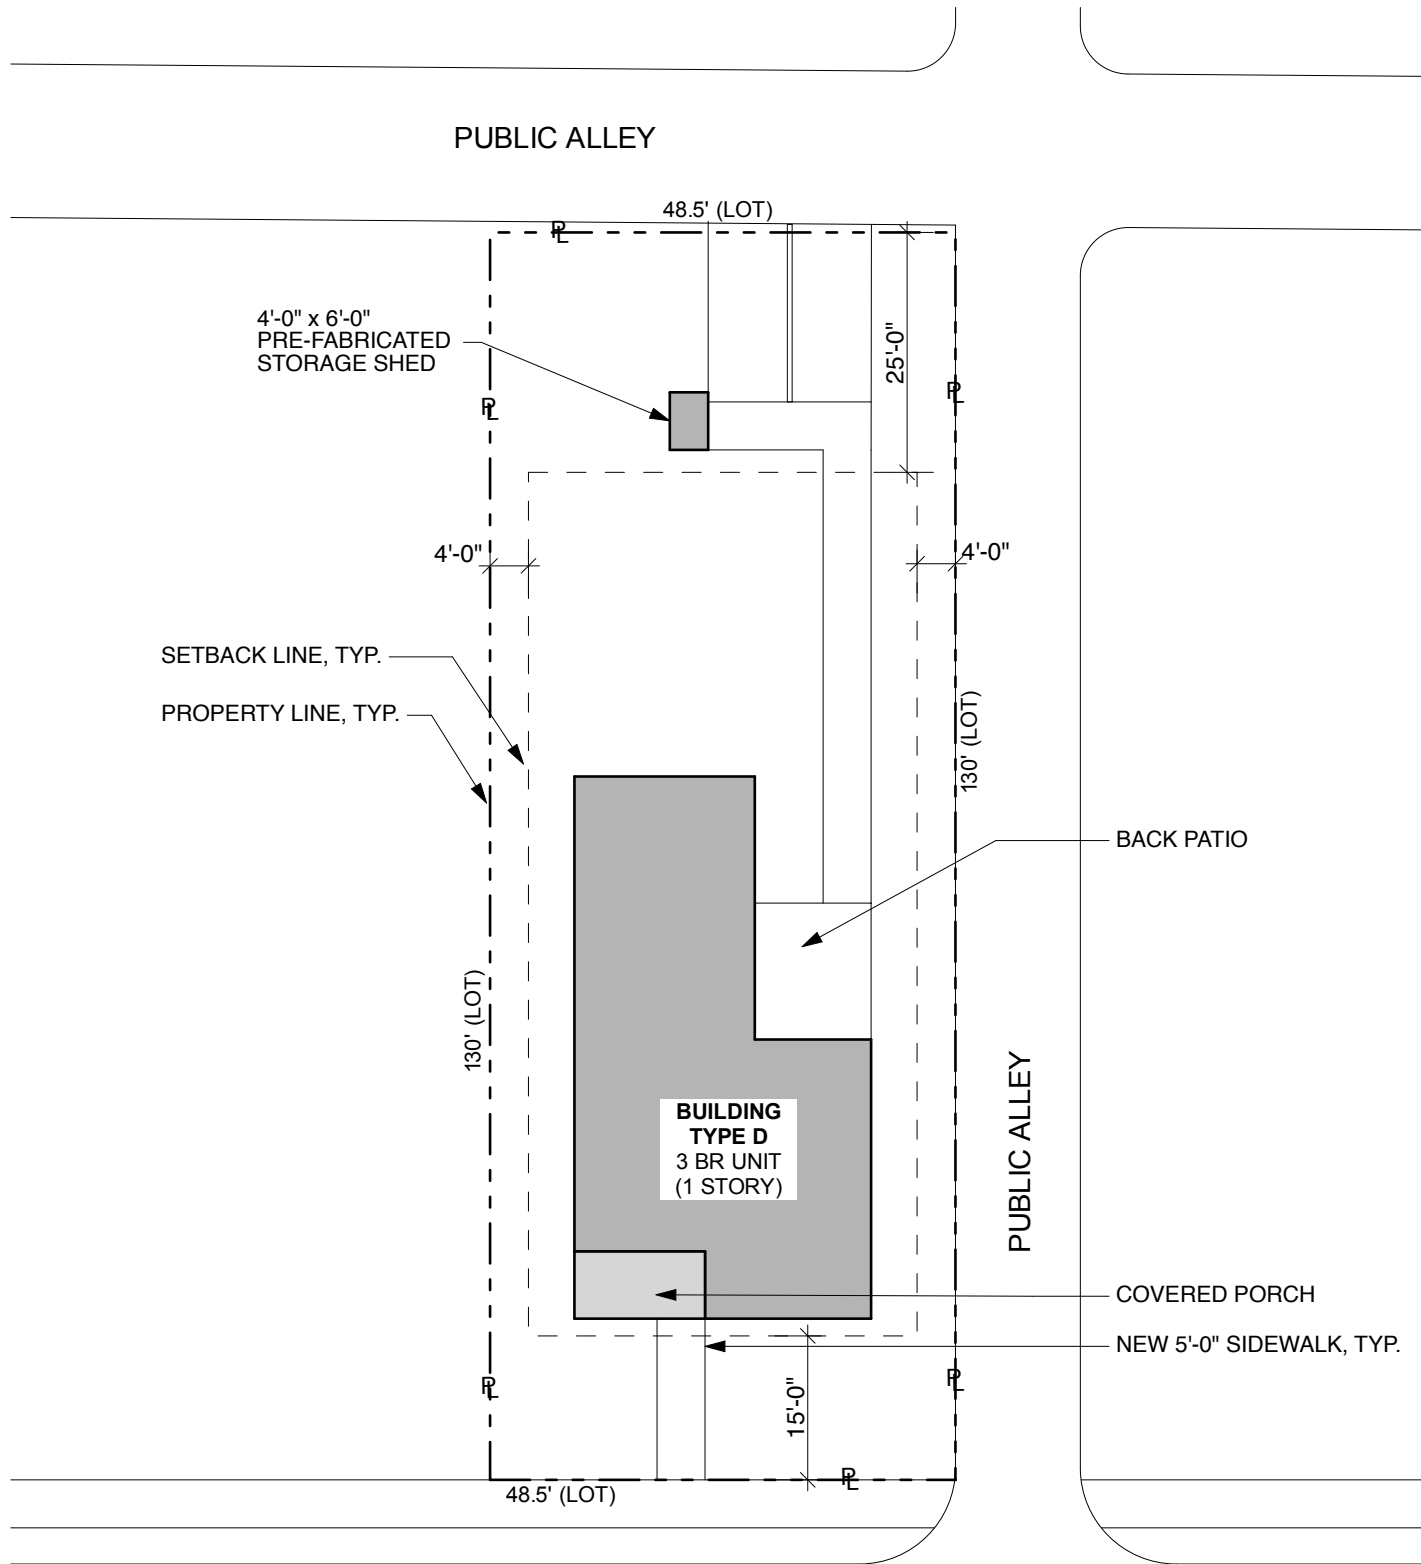 PUBLIC ALLEY
48.5' (LOT)
PL
4'-0" x 6'-0"
PRE-FABRICATED
STORAGE SHED
25'-0"
PL
PL
4'-0"
4'-0"
SETBACK LINE, TYP.
PROPERTY LINE, TYP.
130' (LOT)
BACK PATIO
130' (LOT)
PUBLIC ALLEY
BUILDING
TYPE D
3 BR UNIT
(1 STORY)
COVERED PORCH
NEW 5'-0" SIDEWALK, TYP.
PL
PL
15'-0"
PL
48.5' (LOT)